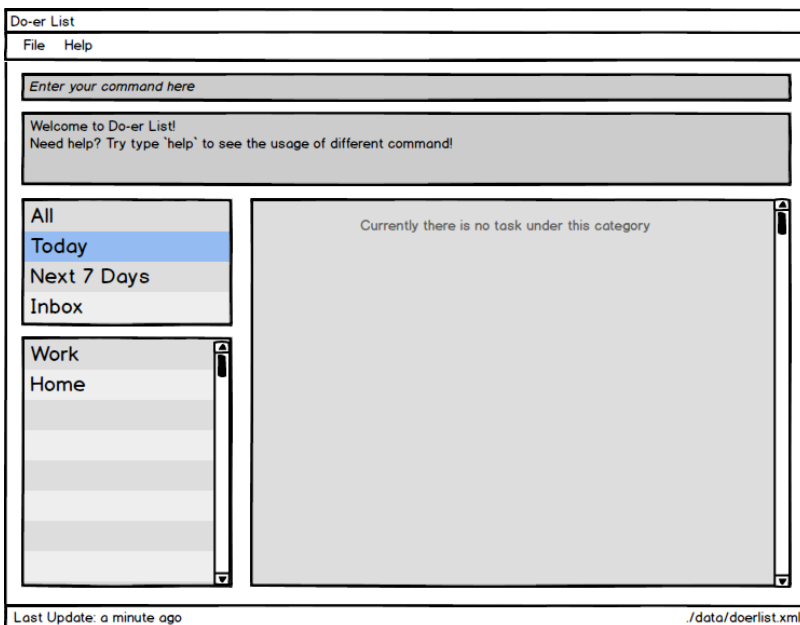 Do-er List
File Help
Enter your command here
Welcome to Do-er List!
Need help? Try type `help` to see the usage of different command!
All
Today
Next 7 Days
Inbox
Work
Home
Currently there is no task under this category
Last Update: a minute ago
./data/doerlist.xml